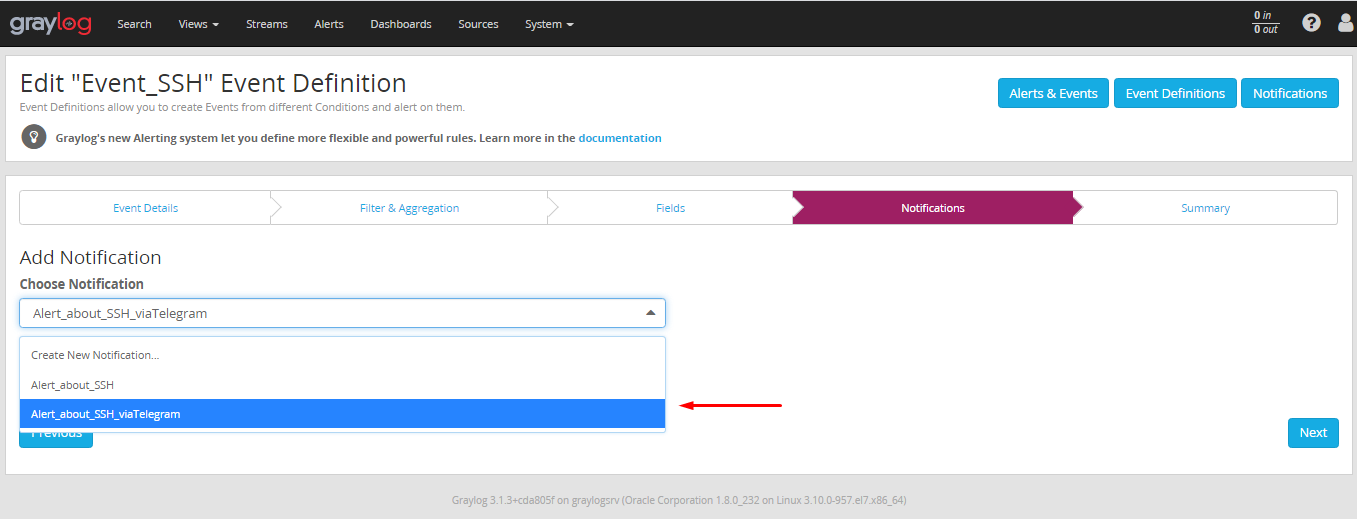 graylog Search Views Streams Alerts Dashboards Sources System 0 in
0 out
Edit "Event_SSH" Event Definition
Event Definitions allow you to create Events from different Conditions and alert on them.
Alerts & Events Event Definitions Notifications
Graylog's new Alerting system let you define more flexible and powerful rules. Learn more in the documentation
Event Details Filter & Aggregation Fields Notifications Summary
Add Notification
Choose Notification
Alert_about_SSH_viaTelegram
Create New Notification...
Alert_about_SSH
Alert_about_SSH_viaTelegram
Previous Next
Graylog 3.1.3+cda805f on graylogsrv (Oracle Corporation 1.8.0_232 on Linux 3.10.0-957.el7.x86_64)